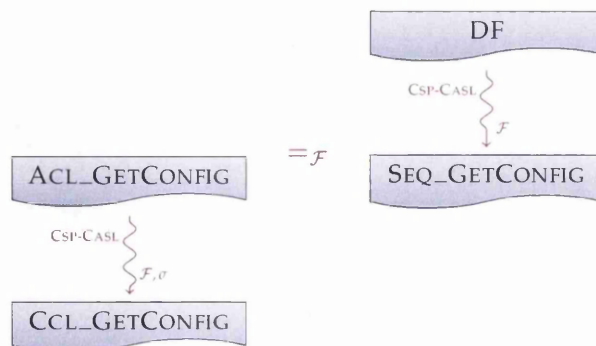 DF
CSP-CASL
F
=F
ACL_GETCONFIG
SEQ_GETCONFIG
CSP-CASL
F,σ
CCL_GETCONFIG